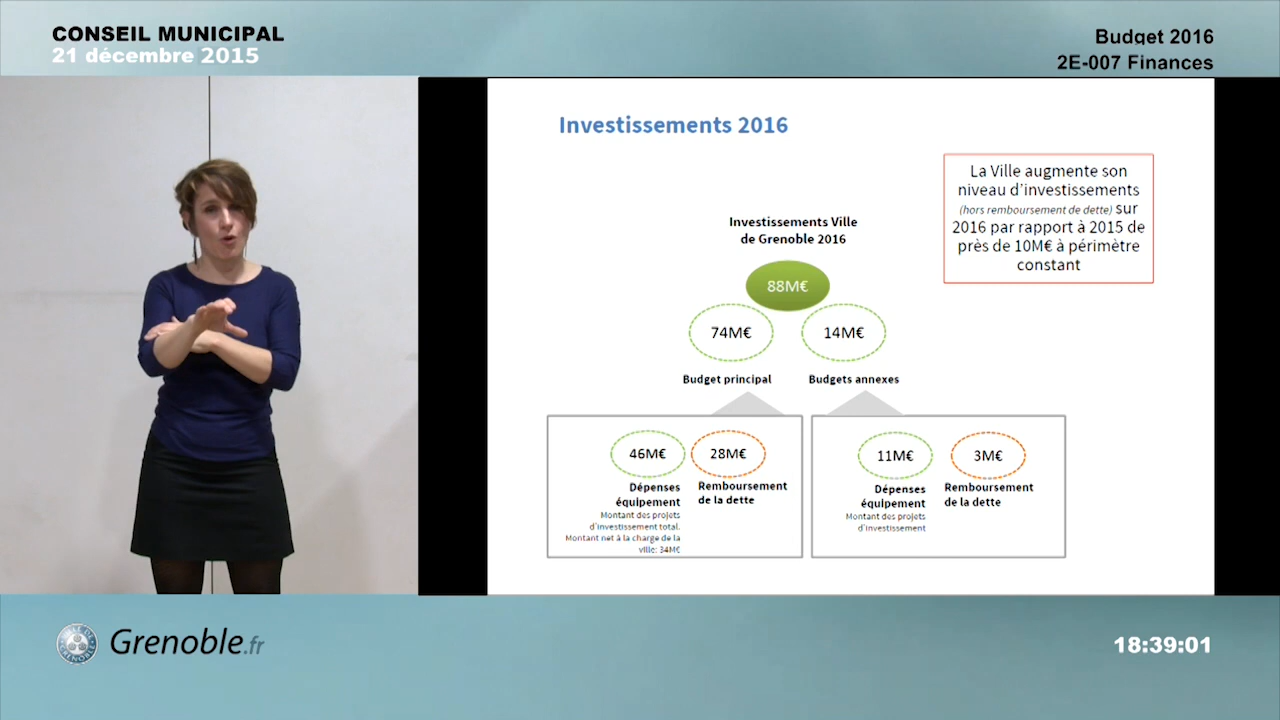 CONSEIL MUNICIPAL
21 décembre 2015
Budget 2016
2E-007 Finances
Investissements 2016
La Ville augmente son
niveau d'investissements
(hors remboursement de dette) sur
2016 par rapport à 2015 de
près de 10M€ à périmètre
constant
Investissements Ville
de Grenoble 2016
88M€
74M€
14M€
Budget principal
Budgets annexes
46M€
28M€
Dépenses
équipement
Montant des projets
d'investissement total.
Montant net à la charge de la
ville: 34M€
Remboursement
de la dette
11M€
3M€
Dépenses
équipement
Montant des projets
d'investissement
Remboursement
de la dette
Grenoble.fr
18:39:01